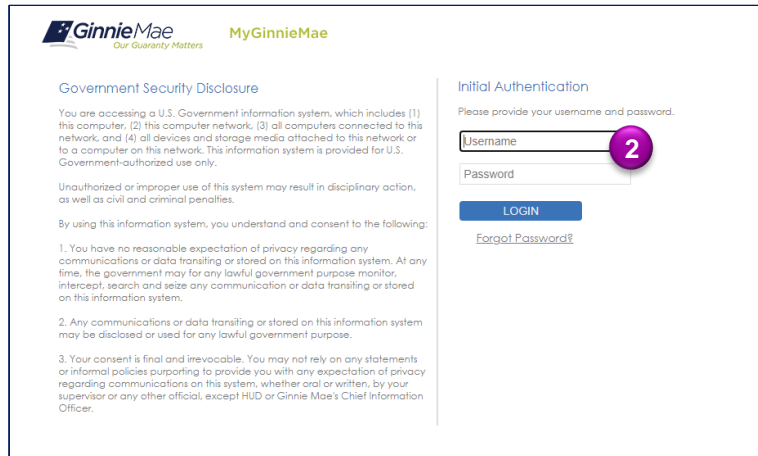 GinnieMae
Our Guaranty Matters
MyGinnieMae
Government Security Disclosure
You are accessing a U.S. Government information system, which includes (1)
this computer, (2) this computer network, (3) all computers connected to this
network, and (4) all devices and storage media attached to this network or
to a computer on this network. This information system is provided for U.S.
Government-authorized use only.
Unauthorized or improper use of this system may result in disciplinary action,
as well as civil and criminal penalties.
By using this information system, you understand and consent to the following:
1. You have no reasonable expectation of privacy regarding any
communications or data transiting or stored on this information system. At any
time, the government may for any lawful government purpose monitor,
intercept, search and seize any communication or data transiting or stored
on this information system.
2. Any communications or data transiting or stored on this information system
may be disclosed or used for any lawful government purpose.
3. Your consent is final and irrevocable. You may not rely on any statements
or informal policies purporting to provide you with any expectation of privacy
regarding communications on this system, whether oral or written, by your
supervisor or any other official, except HUD or Ginnie Mae's Chief Information
Officer.
Initial Authentication
Please provide your username and password.
Username
2
Password
LOGIN
Forgot Password?